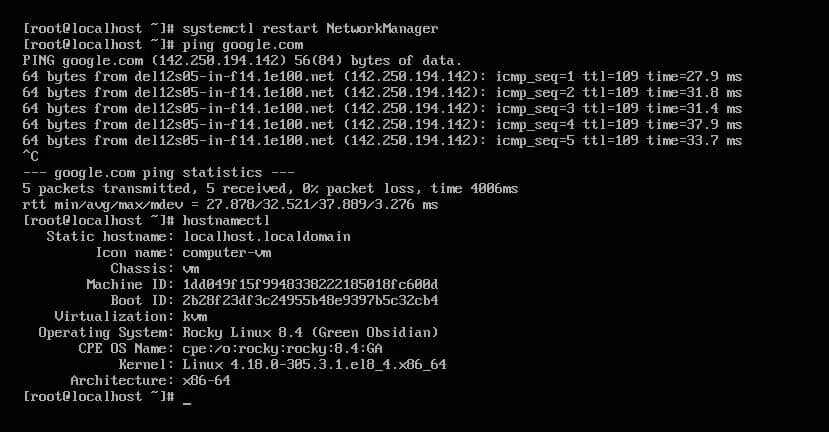 [root@localhost ~]# systemctl restart NetworkManager
[root@localhost ~]# ping google.com
PING google.com (142.250.194.142) 56(84) bytes of data.
64 bytes from del12s05-in-f14.1e100.net (142.250.194.142): icmp_seq=1 ttl=109 time=27.9 ms
64 bytes from del12s05-in-f14.1e100.net (142.250.194.142): icmp_seq=2 ttl=109 time=31.8 ms
64 bytes from del12s05-in-f14.1e100.net (142.250.194.142): icmp_seq=3 ttl=109 time=31.4 ms
64 bytes from del12s05-in-f14.1e100.net (142.250.194.142): icmp_seq=4 ttl=109 time=37.9 ms
64 bytes from del12s05-in-f14.1e100.net (142.250.194.142): icmp_seq=5 ttl=109 time=33.7 ms
^C
--- google.com ping statistics ---
5 packets transmitted, 5 received, 0% packet loss, time 4006ms
rtt min/avg/max/mdev = 27.878/32.521/37.889/3.276 ms
[root@localhost ~]# hostnamectl
Static hostname: localhost.localdomain
Icon name: computer-vm
Chassis: vm
Machine ID: 1dd049f15f9948338222185018fc600d
Boot ID: 2b28f23df3c24955b48e9397b5c32cb4
Virtualization: kvm
Operating System: Rocky Linux 8.4 (Green Obsidian)
CPE OS Name: cpe:/o:rocky:rocky:8.4:GA
Kernel: Linux 4.18.0-305.3.1.el8_4.x86_64
Architecture: x86-64
[root@localhost ~]# _